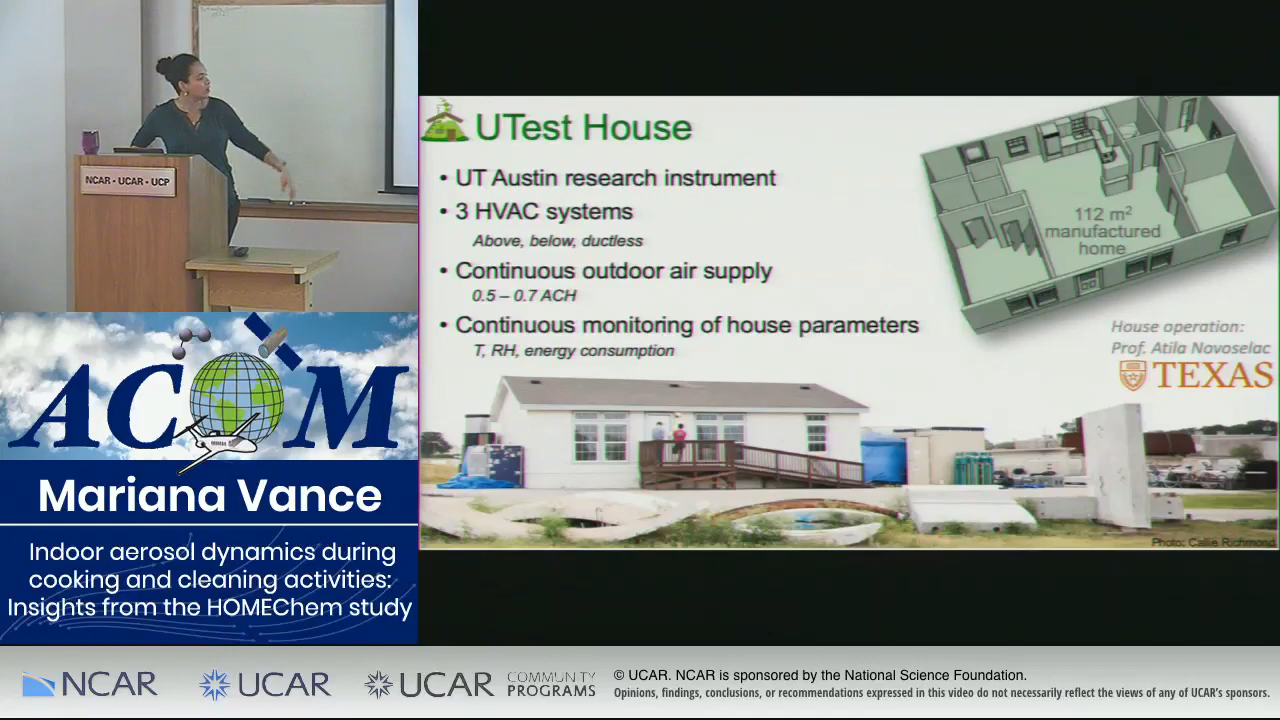 NCAR • UCAR • UCP
ACOM
Mariana Vance
Indoor aerosol dynamics during
cooking and cleaning activities:
Insights from the HOMEChem study
UTest House
• UT Austin research instrument
• 3 HVAC systems
Above, below, ductless
• Continuous outdoor air supply
0.5 – 0.7 ACH
• Continuous monitoring of house parameters
T, RH, energy consumption
112 m²
manufactured
home
House operation:
Prof. Atila Novoselac
TEXAS
Photo: Callie Richmond
NCAR
UCAR
UCAR
COMMUNITY
PROGRAMS
© UCAR. NCAR is sponsored by the National Science Foundation.
Opinions, findings, conclusions, or recommendations expressed in this video do not necessarily reflect the views of any of UCAR's sponsors.